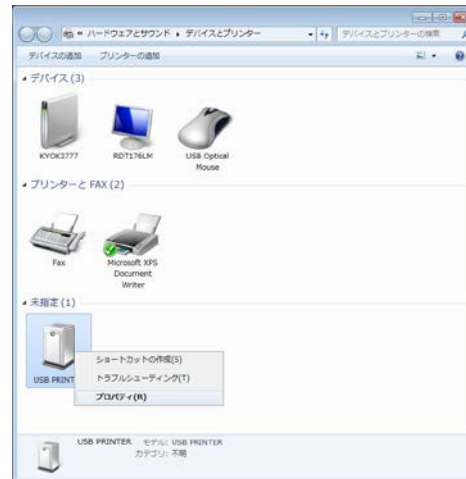 « ハードウェアとサウンド ▸ デバイスとプリンター
デバイスとプリンターの検索
デバイスの追加 プリンターの追加
デバイス (3)
KYOK3777 RDT176LM USB Optical
Mouse
プリンターと FAX (2)
Fax Microsoft XPS
Document
Writer
未指定 (1)
USB PRINT
ショートカットの作成(S)
トラブルシューティング(T)
プロパティ(R)
USB PRINTER モデル: USB PRINTER
カテゴリ: 不明